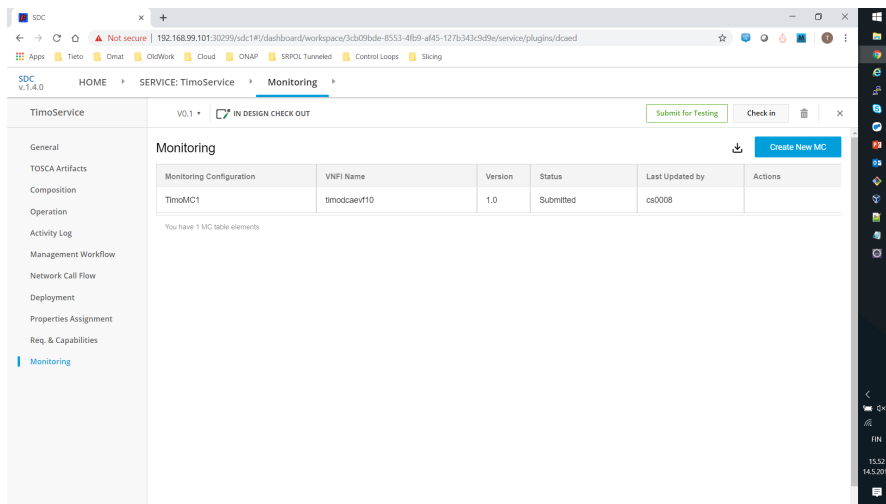 SDC
Not secure | 192.168.99.101:30299/sdc1#!/dashboard/workspace/3cb09bde-8553-4fb9-af45-127b343c9d9e/service/plugins/dcaed
Apps Tieto Omat OldWork Cloud ONAP SRPOL Tunneled Control Loops Slicing
SDC
v.1.4.0
HOME SERVICE: TimoService Monitoring
TimoService
V0.1 IN DESIGN CHECK OUT Submit for Testing Check in
General
TOSCA Artifacts
Composition
Operation
Activity Log
Management Workflow
Network Call Flow
Deployment
Properties Assignment
Req. & Capabilities
Monitoring
Monitoring Create New MC
Monitoring Configuration VNFI Name Version Status Last Updated by Actions
TimoMC1 timodcaevf10 1.0 Submitted cs0008
You have 1 MC table elements
FIN
15.52
14.5.201